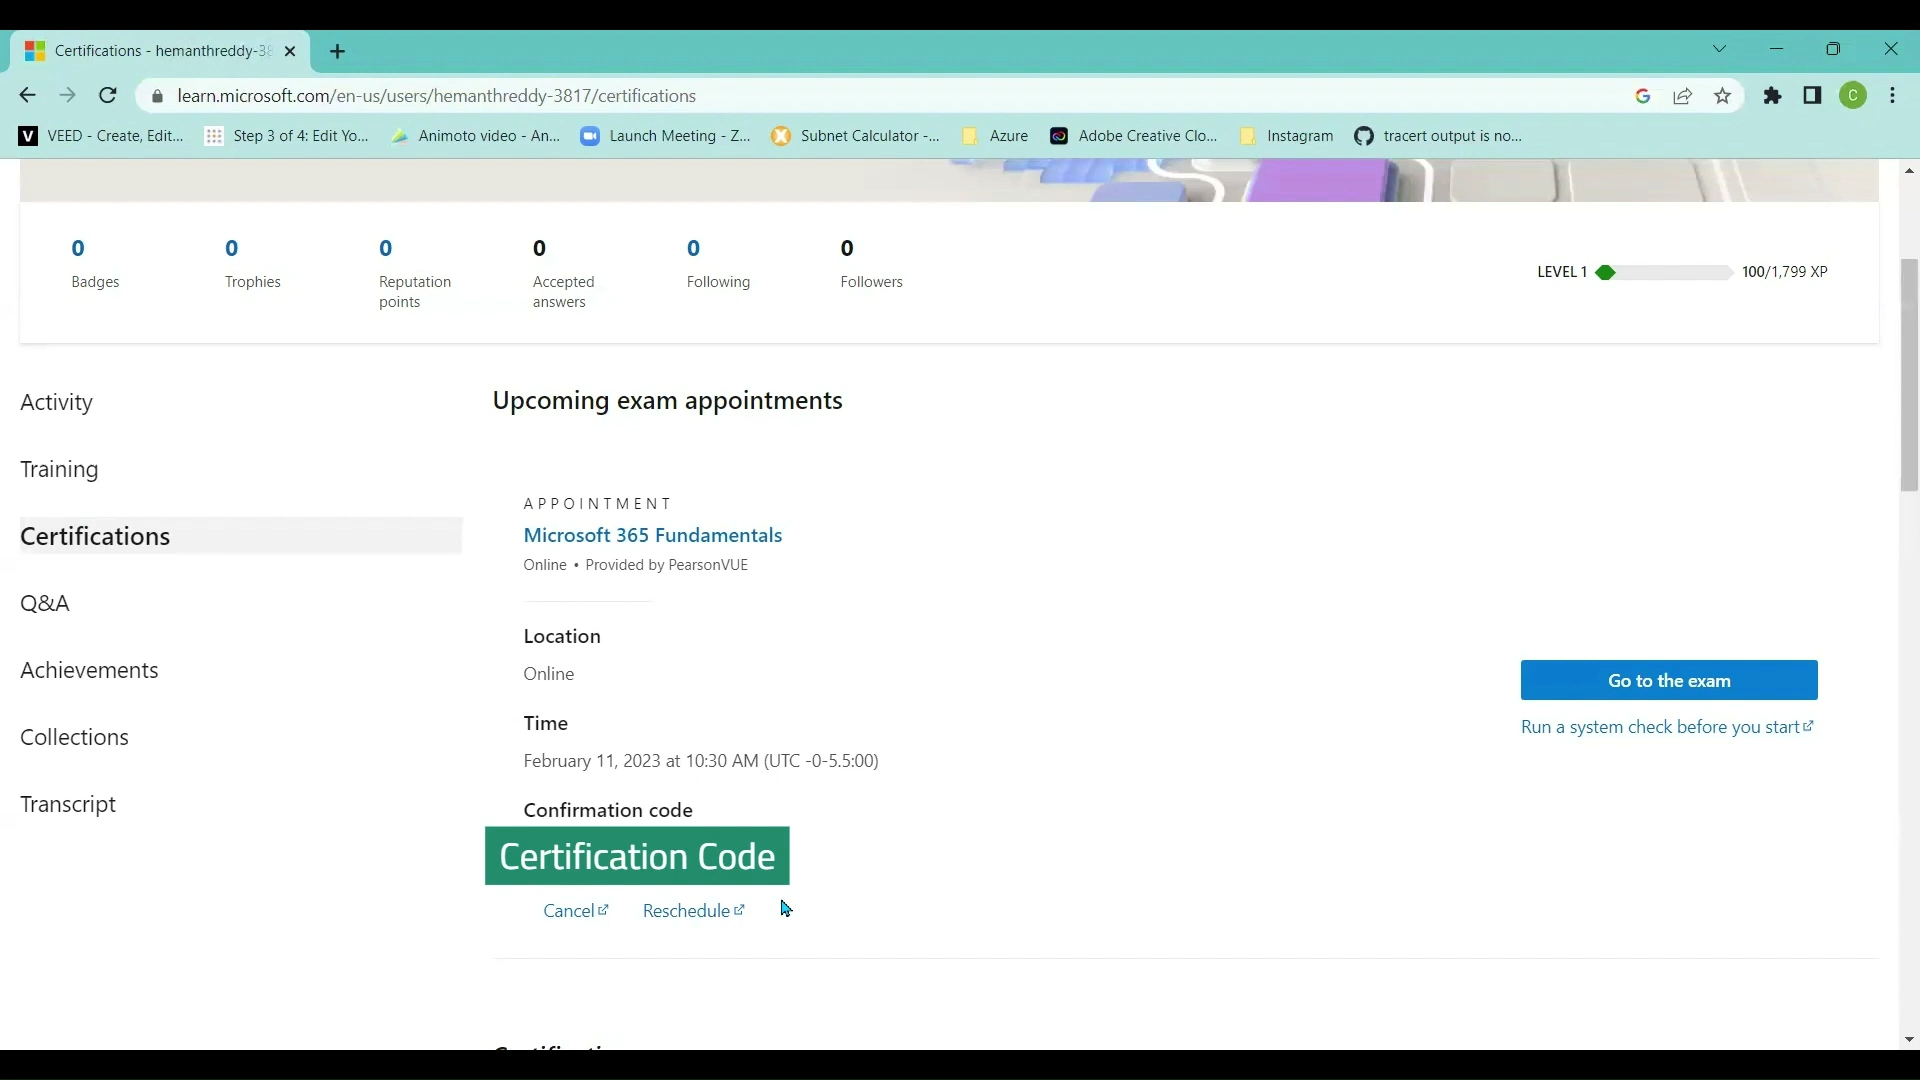 Certifications - hemanthreddy-38
learn.microsoft.com/en-us/users/hemanthreddy-3817/certifications
C
V VEED - Create, Edit... Step 3 of 4: Edit Yo... Animoto video - An... Launch Meeting - Z... Subnet Calculator -... Azure Adobe Creative Clo... Instagram tracert output is no...
0 0 0 0 0 0
Badges Trophies Reputation points Accepted answers Following Followers
LEVEL 1 100/1,799 XP
Activity
Training
Certifications
Q&A
Achievements
Collections
Transcript
Upcoming exam appointments
APPOINTMENT
Microsoft 365 Fundamentals
Online • Provided by PearsonVUE
Location
Online
Time
February 11, 2023 at 10:30 AM (UTC -0-5.5:00)
Confirmation code
Certification Code
Cancel Reschedule
Go to the exam
Run a system check before you start